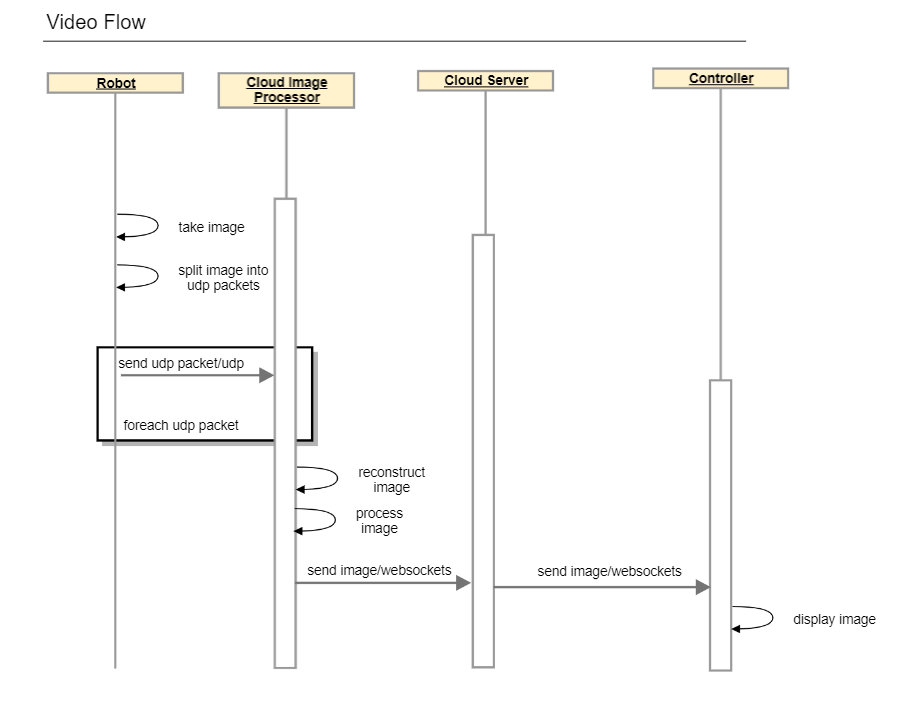 Video Flow
Robot
Cloud Image
Processor
Cloud Server
Controller
take image
split image into
udp packets
send udp packet/udp
foreach udp packet
reconstruct
image
process
image
send image/websockets
send image/websockets
display image